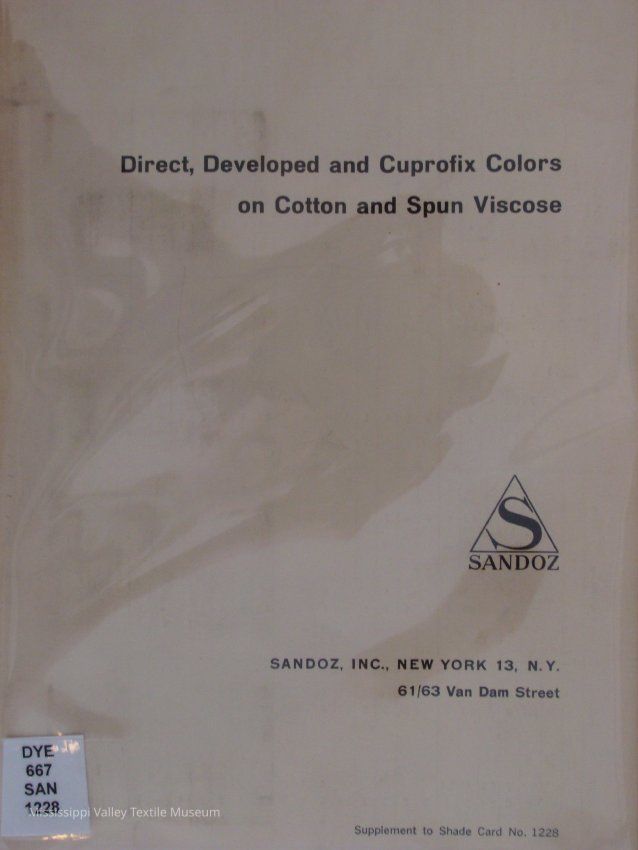 Direct, Developed and Cuprofix Colors
on Cotton and Spun Viscose
S
SANDOZ
SANDOZ, INC., NEW YORK 13, N.Y.
61/63 Van Dam Street
DYE
667
SAN
1228
Mississippi Valley Textile Museum
Supplement to Shade Card No. 1228